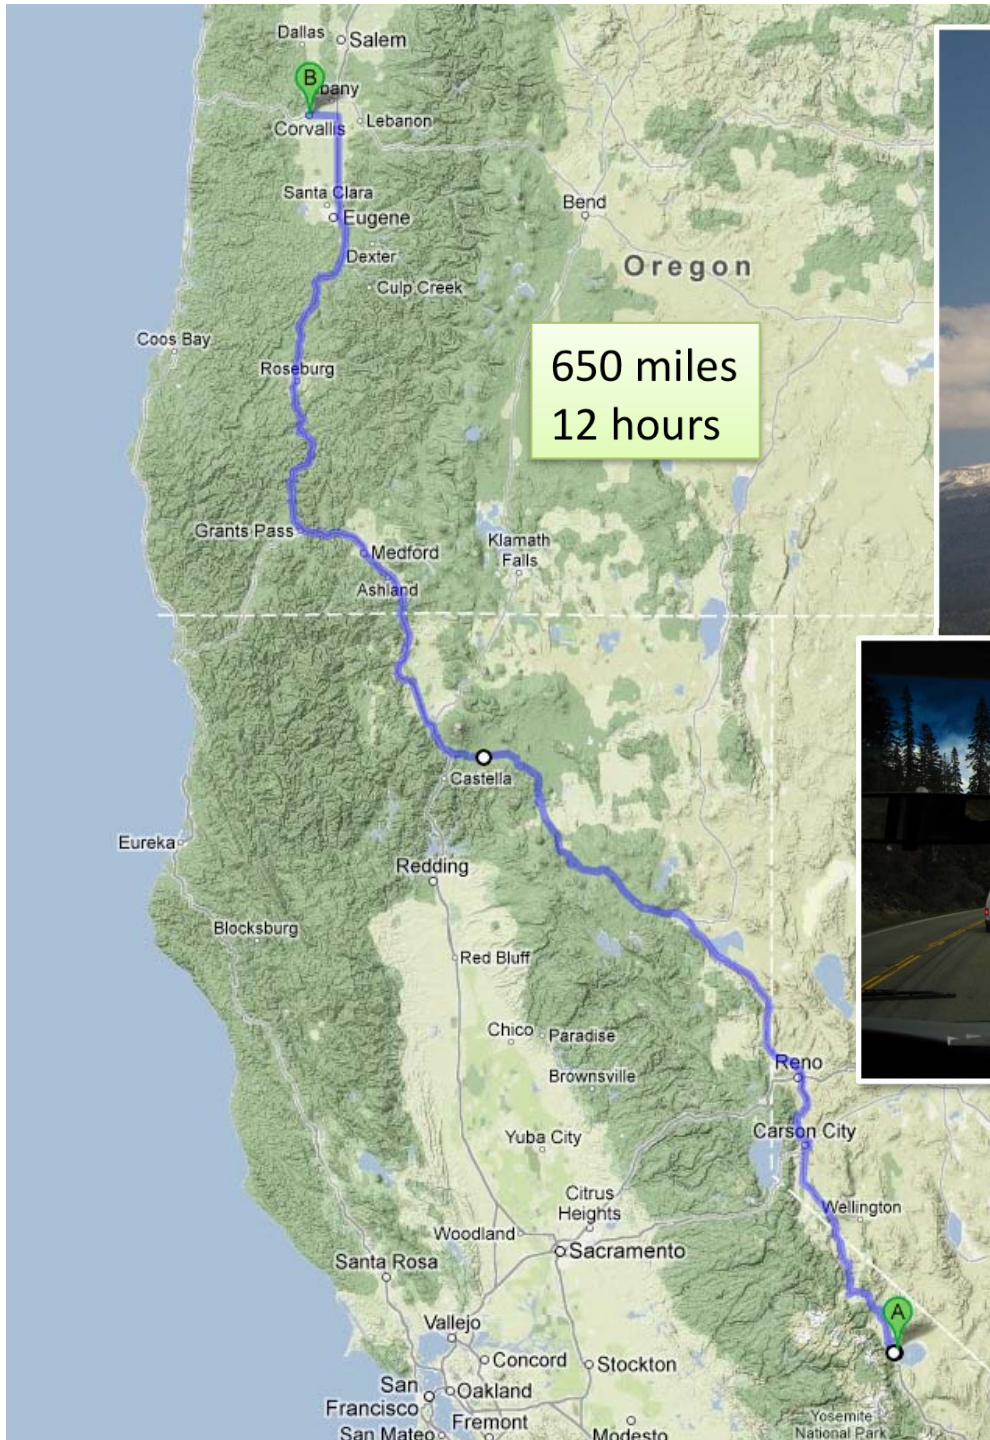 Dallas
Salem
B
bany
Corvallis
Lebanon
Santa Clara
Eugene
Bend
Dexter
Oregon
Culp Creek
Coos Bay
650 miles
12 hours
Roseburg
Grants Pass
Medford
Klamath
Falls
Ashland
Castella
Eureka
Redding
Blocksburg
Red Bluff
Chico
Paradise
Reno
Brownsville
Carson City
Yuba City
Citrus
Heights
Wellington
Woodland
Sacramento
Santa Rosa
A
Vallejo
Concord
Stockton
San
Francisco
Oakland
Fremont
Yosemite
National Park
San Mateo
Modesto